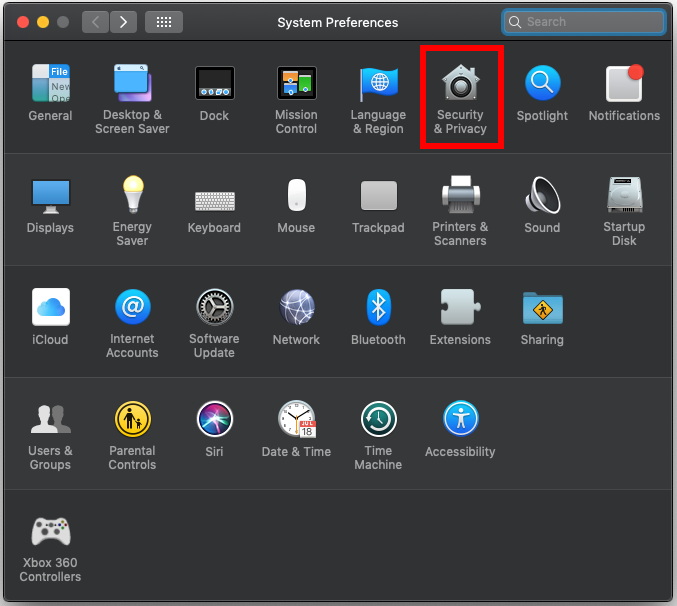 System Preferences
Search
File
New
Ope
General
Desktop &
Screen Saver
Dock
Mission
Control
Language
& Region
Security
& Privacy
Spotlight
Notifications
Displays
Energy
Saver
Keyboard
Mouse
Trackpad
Printers &
Scanners
Sound
Startup
Disk
iCloud
@
Internet
Accounts
Software
Update
Network
Bluetooth
Extensions
Sharing
Users &
Groups
Parental
Controls
Siri
JUL
18
Date & Time
Time
Machine
Accessibility
Xbox 360
Controllers